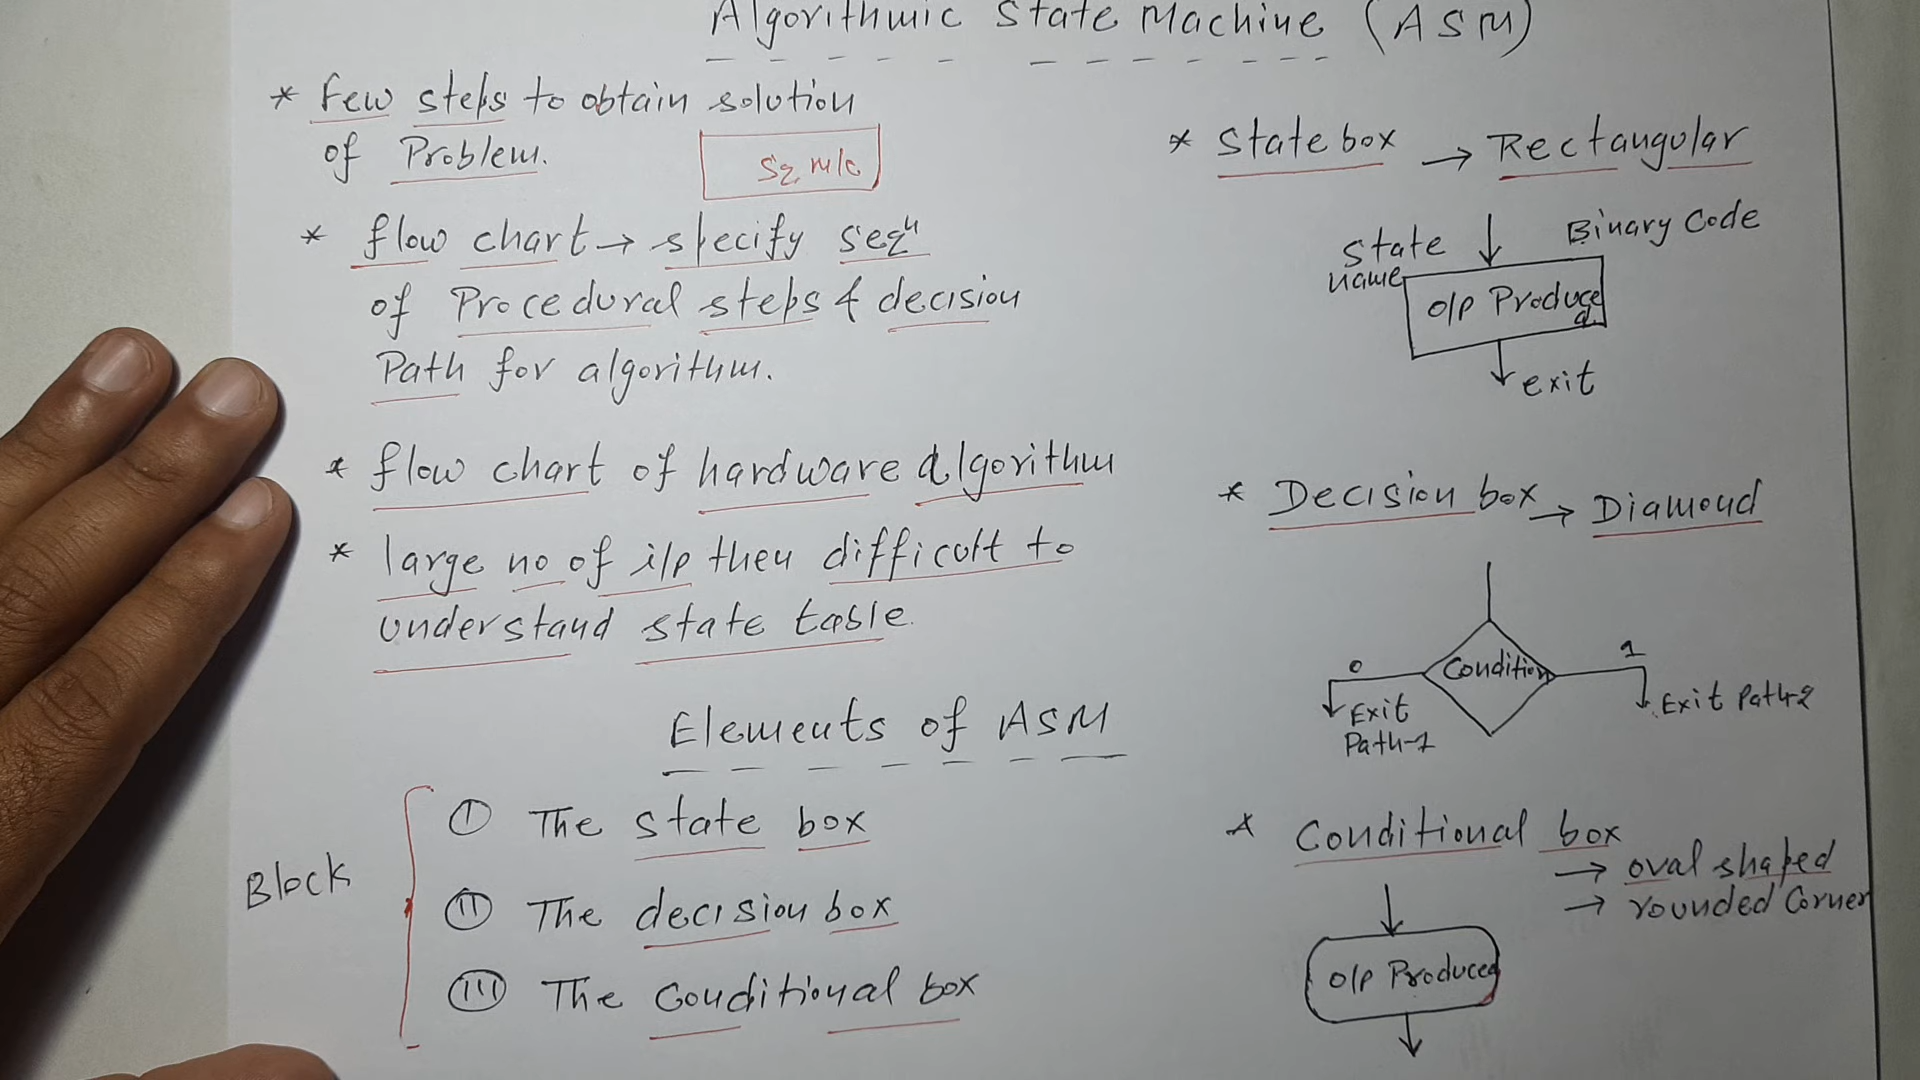 Algorithmic State Machine (ASM)
* few steps to obtain solution
of Problem.
Sq m/c
* flow chart → specify seqn
of Procedural steps & decision
Path for algorithm.
* flow chart of hardware algorithm
* large no of i/p then difficult to
understand state table.
Elements of ASM
Block
I The state box
II The decision box
III The conditional box
* State box → Rectangular
State
name
Binary Code
O/P Produced
exit
* Decision box → Diamond
Condition
0
1
Exit
Path-1
Exit Path-2
* Conditional box
→ oval shaped
→ rounded Corner
O/P Produced